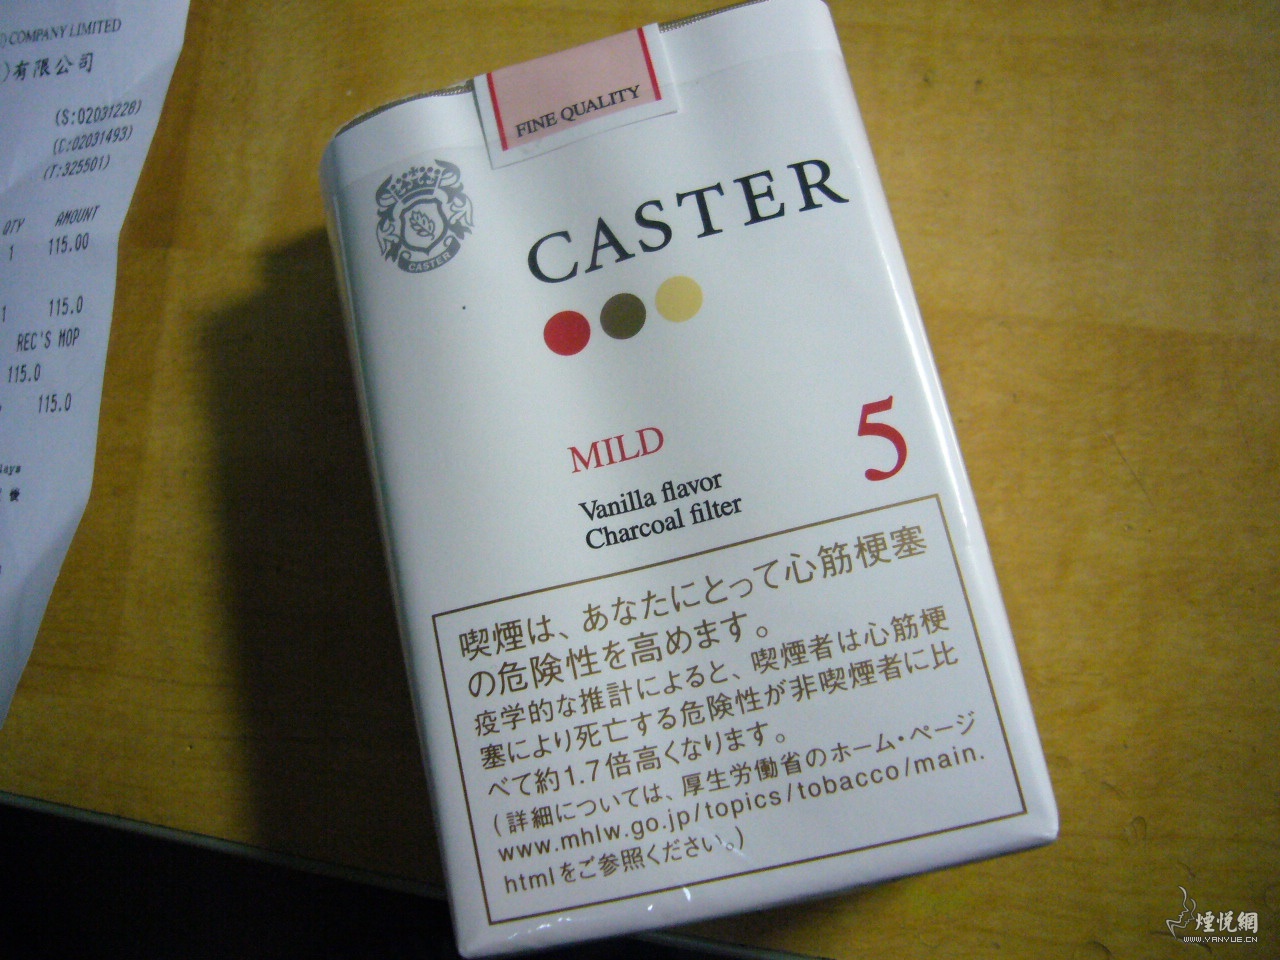 COMPANY LIMITED
有限公司
(S:02031228)
(C:02031493)
(T:325501)
QTY AMOUNT
1 115.00
1 115.0
REC'S MOP
115.0
115.0
FINE QUALITY
CASTER
CASTER
MILD
5
Vanilla flavor
Charcoal filter
喫煙は、あなたにとって心筋梗塞
の危険性を高めます。
疫学的な推計によると、喫煙者は心筋梗
塞により死亡する危険性が非喫煙者に比
べて約1.7倍高くなります。
(詳細については、厚生労働省のホーム・ページ
www.mhlw.go.jp/topics/tobacco/main.
htmlをご参照ください。)
煙悦網
WWW.YANYUE.CN